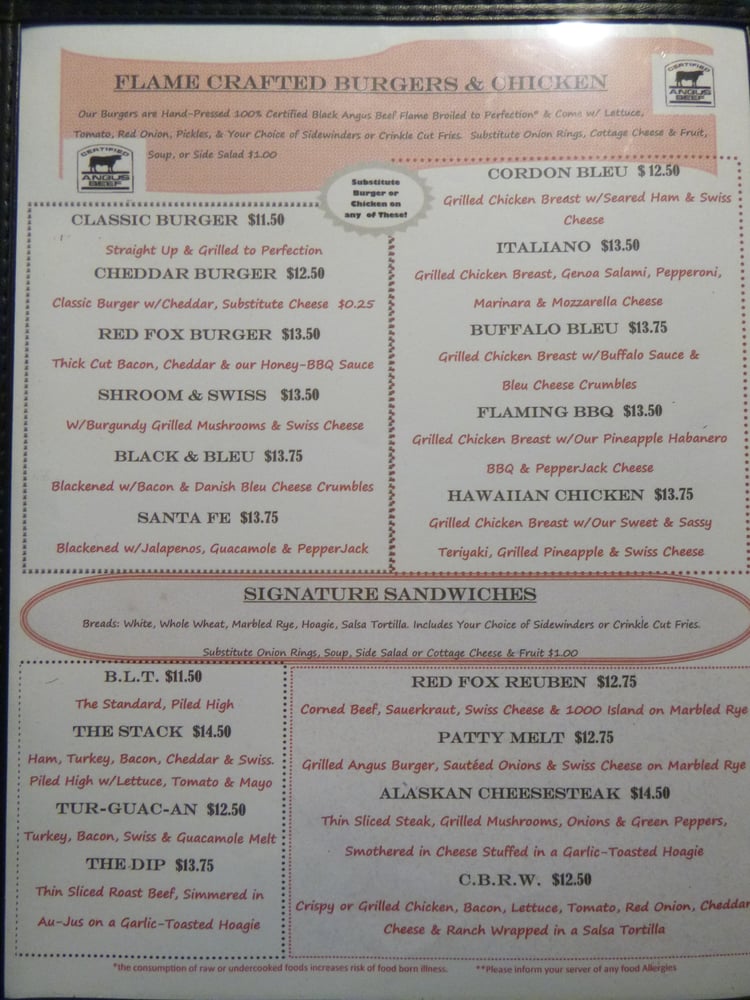 FLAME CRAFTED BURGERS & CHICKEN
CERTIFIED
ANGUS
BEEF
Our Burgers are Hand-Pressed 100% Certified Black Angus Beef Flame Broiled to Perfection* & Come w/ Lettuce,
Tomato, Red Onion, Pickles, & Your Choice of Sidewinders or Crinkle Cut Fries. Substitute Onion Rings, Cottage Cheese & Fruit,
Soup, or Side Salad $1.00
CERTIFIED
ANGUS
BEEF
Substitute
Burger or
Chicken on
any of These!
CLASSIC BURGER $11.50
Straight Up & Grilled to Perfection
CHEDDAR BURGER $12.50
Classic Burger w/Cheddar, Substitute Cheese $0.25
RED FOX BURGER $13.50
Thick Cut Bacon, Cheddar & our Honey-BBQ Sauce
SHROOM & SWISS $13.50
W/Burgundy Grilled Mushrooms & Swiss Cheese
BLACK & BLEU $13.75
Blackened w/Bacon & Danish Bleu Cheese Crumbles
SANTA FE $13.75
Blackened w/Jalapenos, Guacamole & PepperJack
CORDON BLEU $12.50
Grilled Chicken Breast w/Seared Ham & Swiss
Cheese
ITALIANO $13.50
Grilled Chicken Breast, Genoa Salami, Pepperoni,
Marinara & Mozzarella Cheese
BUFFALO BLEU $13.75
Grilled Chicken Breast w/Buffalo Sauce &
Bleu Cheese Crumbles
FLAMING BBQ $13.50
Grilled Chicken Breast w/Our Pineapple Habanero
BBQ & PepperJack Cheese
HAWAIIAN CHICKEN $13.75
Grilled Chicken Breast w/Our Sweet & Sassy
Teriyaki, Grilled Pineapple & Swiss Cheese
SIGNATURE SANDWICHES
Breads: White, Whole Wheat, Marbled Rye, Hoagie, Salsa Tortilla. Includes Your Choice of Sidewinders or Crinkle Cut Fries.
Substitute Onion Rings, Soup, Side Salad or Cottage Cheese & Fruit $1.00
B.L.T. $11.50
The Standard, Piled High
THE STACK $14.50
Ham, Turkey, Bacon, Cheddar & Swiss.
Piled High w/Lettuce, Tomato & Mayo
TUR-GUAC-AN $12.50
Turkey, Bacon, Swiss & Guacamole Melt
THE DIP $13.75
Thin Sliced Roast Beef, Simmered in
Au-Jus on a Garlic-Toasted Hoagie
RED FOX REUBEN $12.75
Corned Beef, Sauerkraut, Swiss Cheese & 1000 Island on Marbled Rye
PATTY MELT $12.75
Grilled Angus Burger, Sautéed Onions & Swiss Cheese on Marbled Rye
ALASKAN CHEESESTEAK $14.50
Thin Sliced Steak, Grilled Mushrooms, Onions & Green Peppers,
Smothered in Cheese Stuffed in a Garlic-Toasted Hoagie
C.B.R.W. $12.50
Crispy or Grilled Chicken, Bacon, Lettuce, Tomato, Red Onion, Cheddar
Cheese & Ranch Wrapped in a Salsa Tortilla
*the consumption of raw or undercooked foods increases risk of food born illness. **Please inform your server of any food Allergies